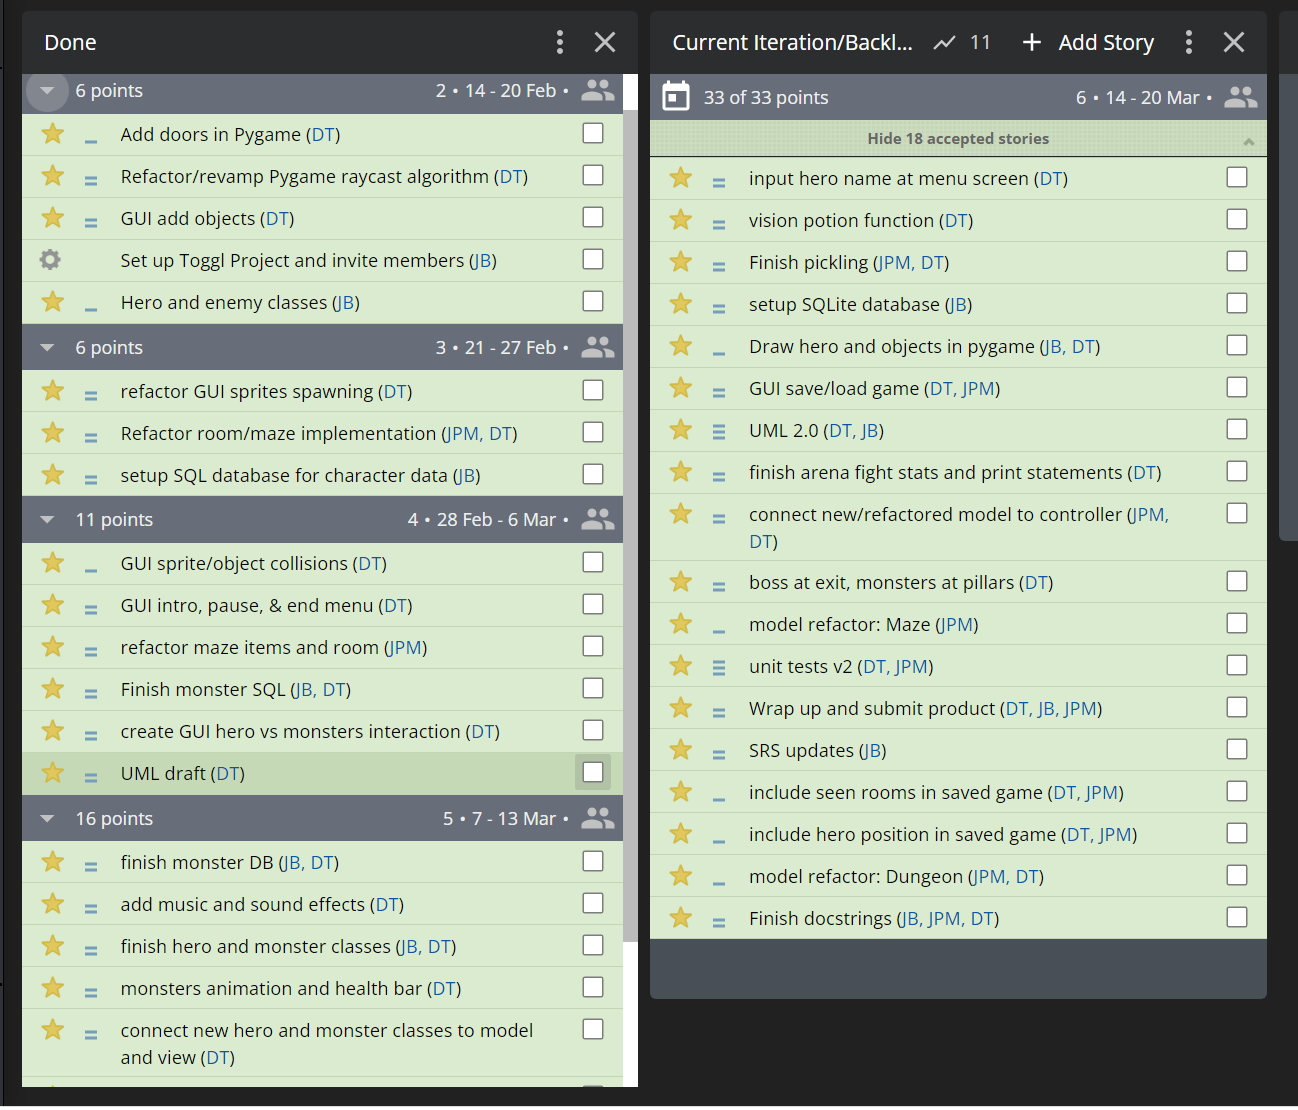 Done
6 points 2 • 14 - 20 Feb •
Add doors in Pygame (DT)
Refactor/revamp Pygame raycast algorithm (DT)
GUI add objects (DT)
Set up Toggl Project and invite members (JB)
Hero and enemy classes (JB)
6 points 3 • 21 - 27 Feb •
refactor GUI sprites spawning (DT)
Refactor room/maze implementation (JPM, DT)
setup SQL database for character data (JB)
11 points 4 • 28 Feb - 6 Mar •
GUI sprite/object collisions (DT)
GUI intro, pause, & end menu (DT)
refactor maze items and room (JPM)
Finish monster SQL (JB, DT)
create GUI hero vs monsters interaction (DT)
UML draft (DT)
16 points 5 • 7 - 13 Mar •
finish monster DB (JB, DT)
add music and sound effects (DT)
finish hero and monster classes (JB, DT)
monsters animation and health bar (DT)
connect new hero and monster classes to model
and view (DT)
Current Iteration/Backl... 11 + Add Story
33 of 33 points 6 • 14 - 20 Mar •
Hide 18 accepted stories
input hero name at menu screen (DT)
vision potion function (DT)
Finish pickling (JPM, DT)
setup SQLite database (JB)
Draw hero and objects in pygame (JB, DT)
GUI save/load game (DT, JPM)
UML 2.0 (DT, JB)
finish arena fight stats and print statements (DT)
connect new/refactored model to controller (JPM,
DT)
boss at exit, monsters at pillars (DT)
model refactor: Maze (JPM)
unit tests v2 (DT, JPM)
Wrap up and submit product (DT, JB, JPM)
SRS updates (JB)
include seen rooms in saved game (DT, JPM)
include hero position in saved game (DT, JPM)
model refactor: Dungeon (JPM, DT)
Finish docstrings (JB, JPM, DT)